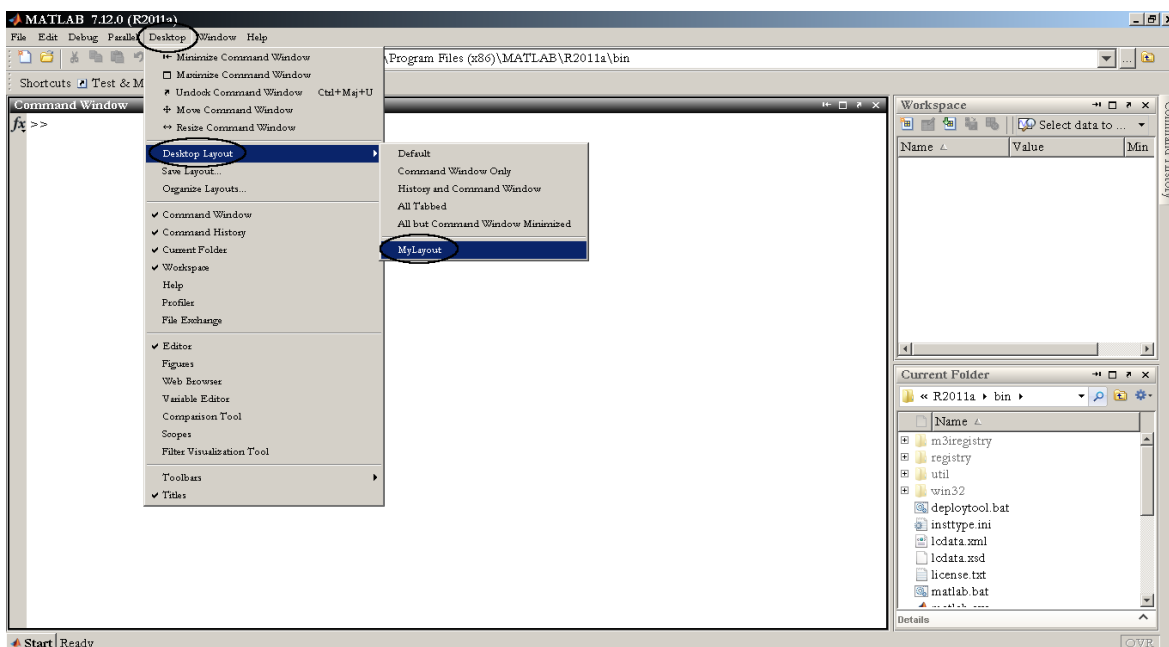 MATLAB 7.12.0 (R2011a)
File Edit Debug Parallel Desktop Window Help
\Program Files (x86)\MATLAB\R2011a\bin
...
Shortcuts Test & M
Minimize Command Window
Maximize Command Window
Undock Command Window Ctrl+Maj+U
Move Command Window
Resize Command Window
Desktop Layout
Save Layout...
Organize Layouts...
Command Window
Command History
Current Folder
Workspace
Help
Profiler
File Exchange
Editor
Figures
Web Browser
Variable Editor
Comparison Tool
Scopes
Filter Visualization Tool
Toolbars
Titles
Default
Command Window Only
History and Command Window
All Tabbed
All but Command Window Minimized
MyLayout
Command Window
fx >>
Workspace
Select data to ...
Name Value Min
Command History
Current Folder
« R2011a bin
Name
m3iregistry
registry
util
win32
deploytool.bat
insttype.ini
lcdata.xml
lcdata.xsd
license.txt
matlab.bat
Details
Start Ready
OVR